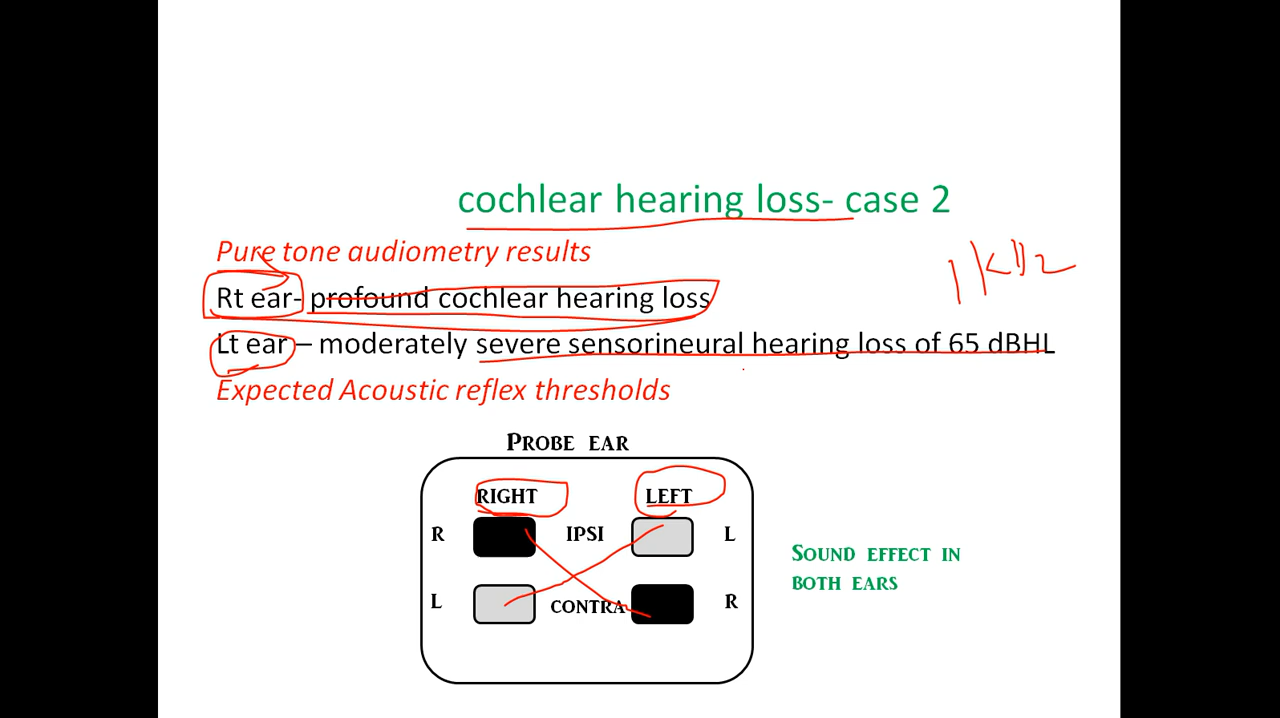 cochlear hearing loss- case 2
Pure tone audiometry results
1kHz
Rt ear- profound cochlear hearing loss
Lt ear – moderately severe sensorineural hearing loss of 65 dBHL
Expected Acoustic reflex thresholds
PROBE EAR
RIGHT LEFT
R IPSI L
SOUND EFFECT IN
BOTH EARS
L CONTRA R